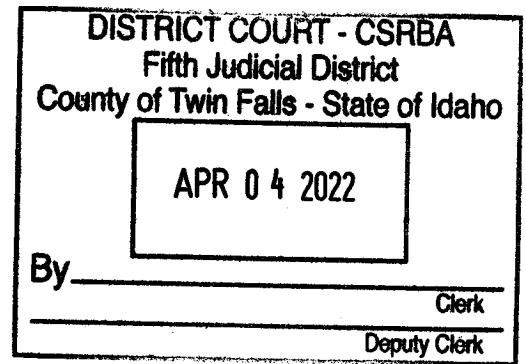 DISTRICT COURT - CSRBA
Fifth Judicial District
County of Twin Falls - State of Idaho
APR 04 2022
By
Clerk
Deputy Clerk